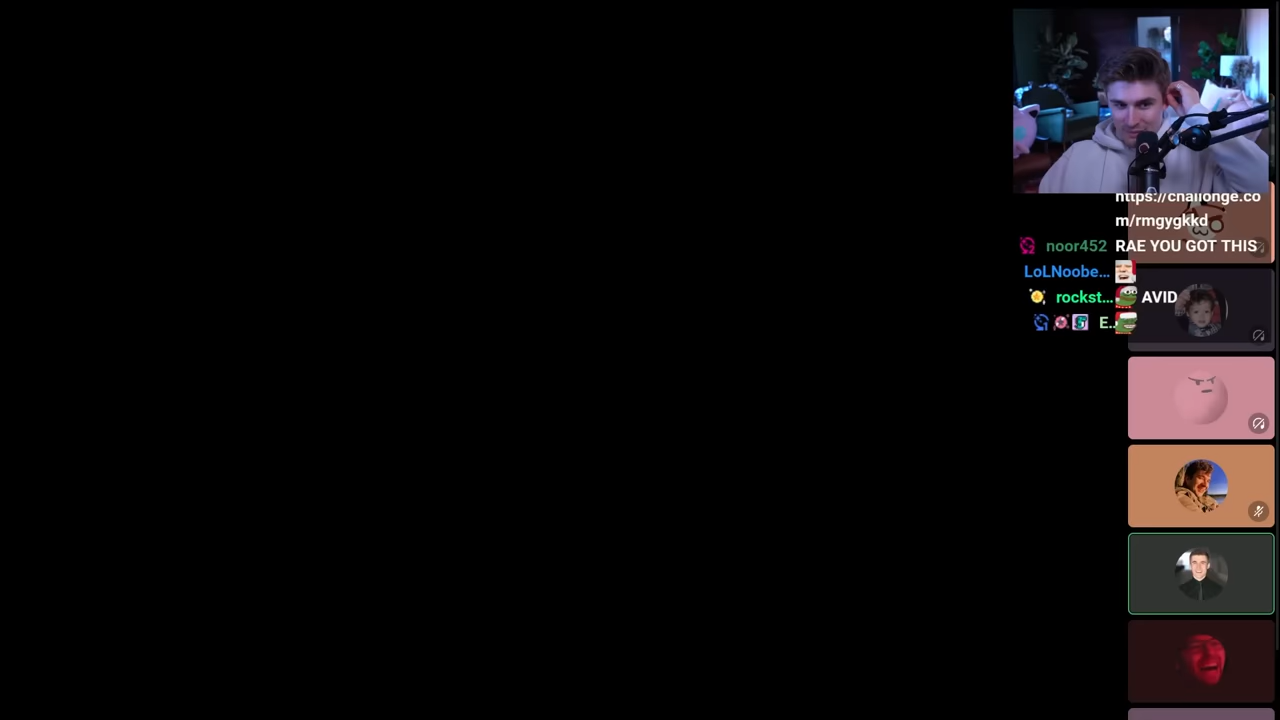 https://challonge.co
m/rmgygkkd
noor452 RAE YOU GOT THIS
LoLNoobe...
rockst... AVID
E...